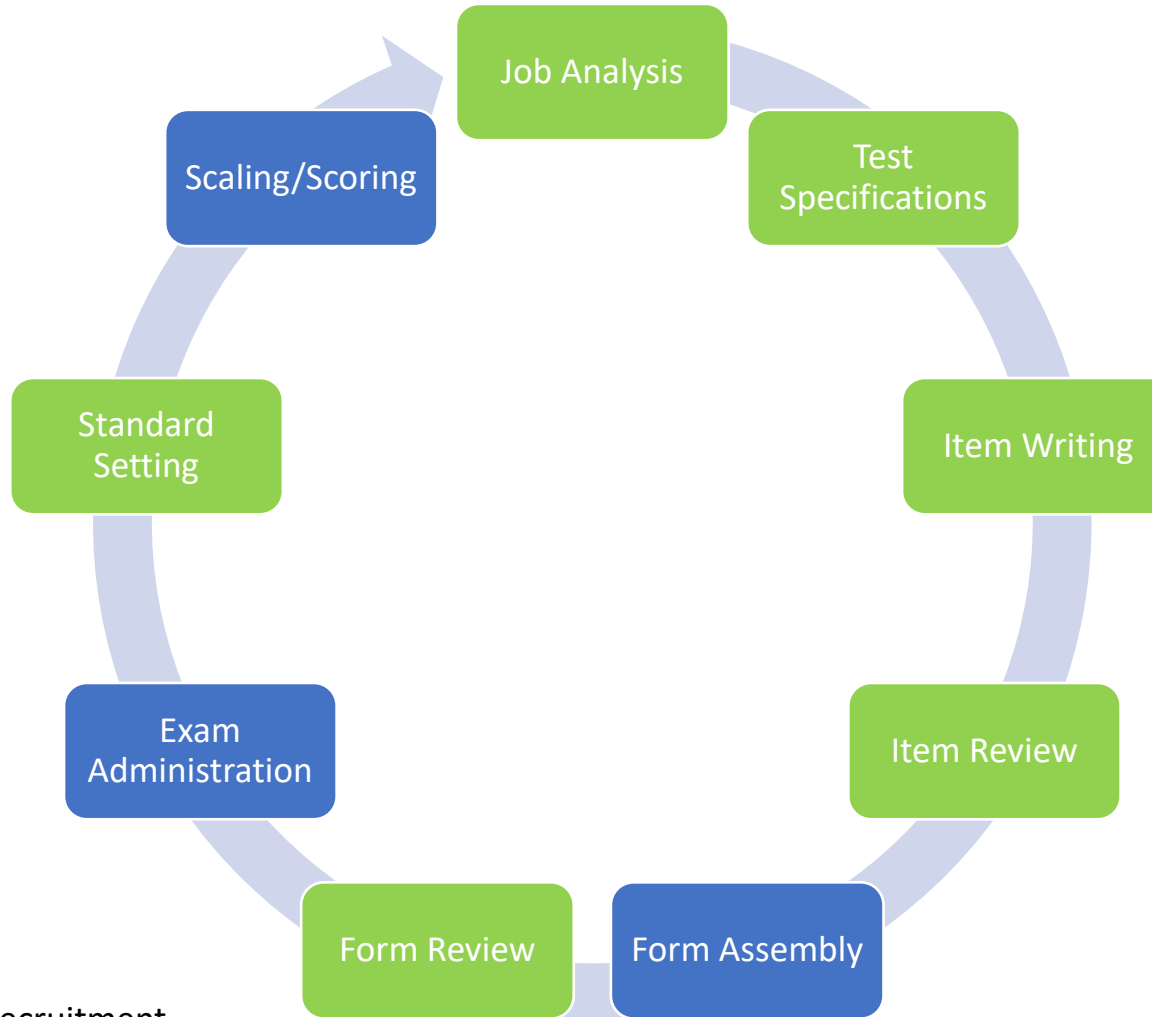 Job Analysis
Test
Specifications
Item Writing
Item Review
Form Assembly
Form Review
Exam
Administration
Standard
Setting
Scaling/Scoring